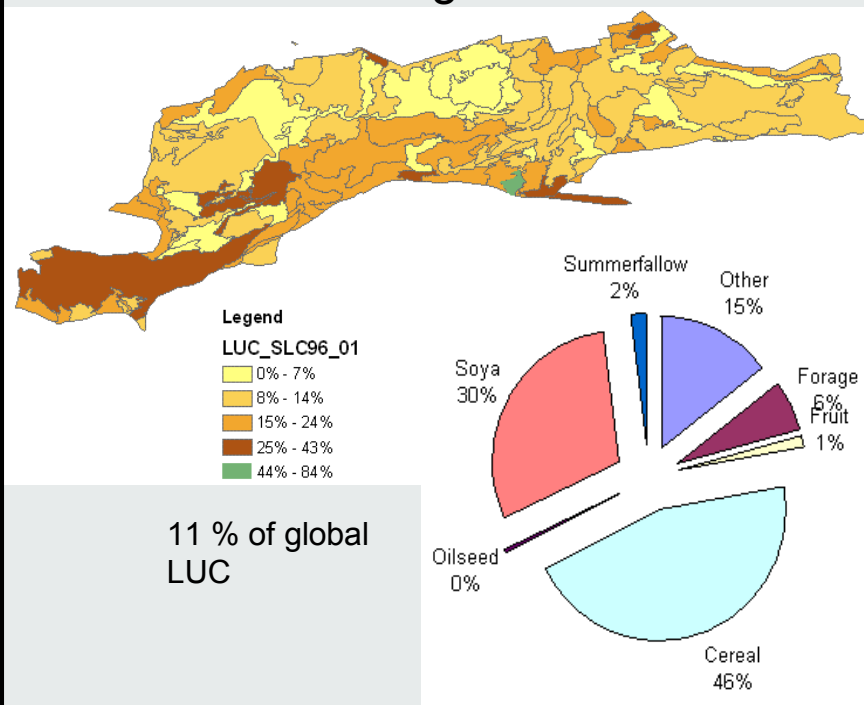 Legend
LUC_SLC96_01
0% - 7%
8% - 14%
15% - 24%
25% - 43%
44% - 84%
11 % of global
LUC
Summerfallow
2%
Other
15%
Forage
6%
Fruit
1%
Soya
30%
Oilseed
0%
Cereal
46%